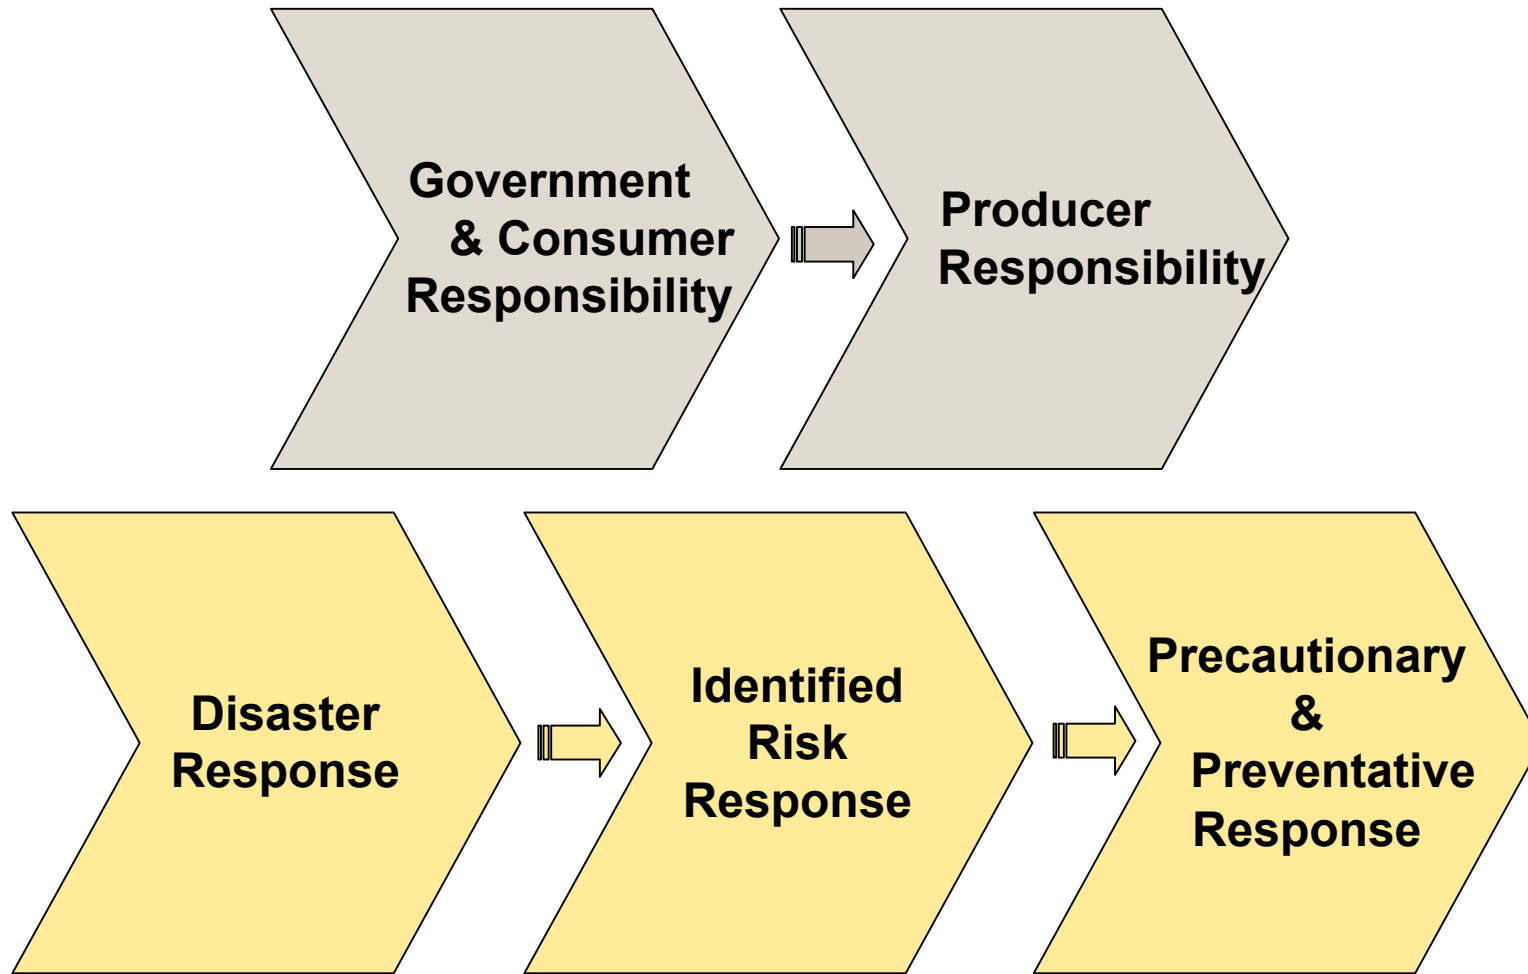 Government
& Consumer
Responsibility
Producer
Responsibility
Disaster
Response
Identified
Risk
Response
Precautionary
&
Preventative
Response